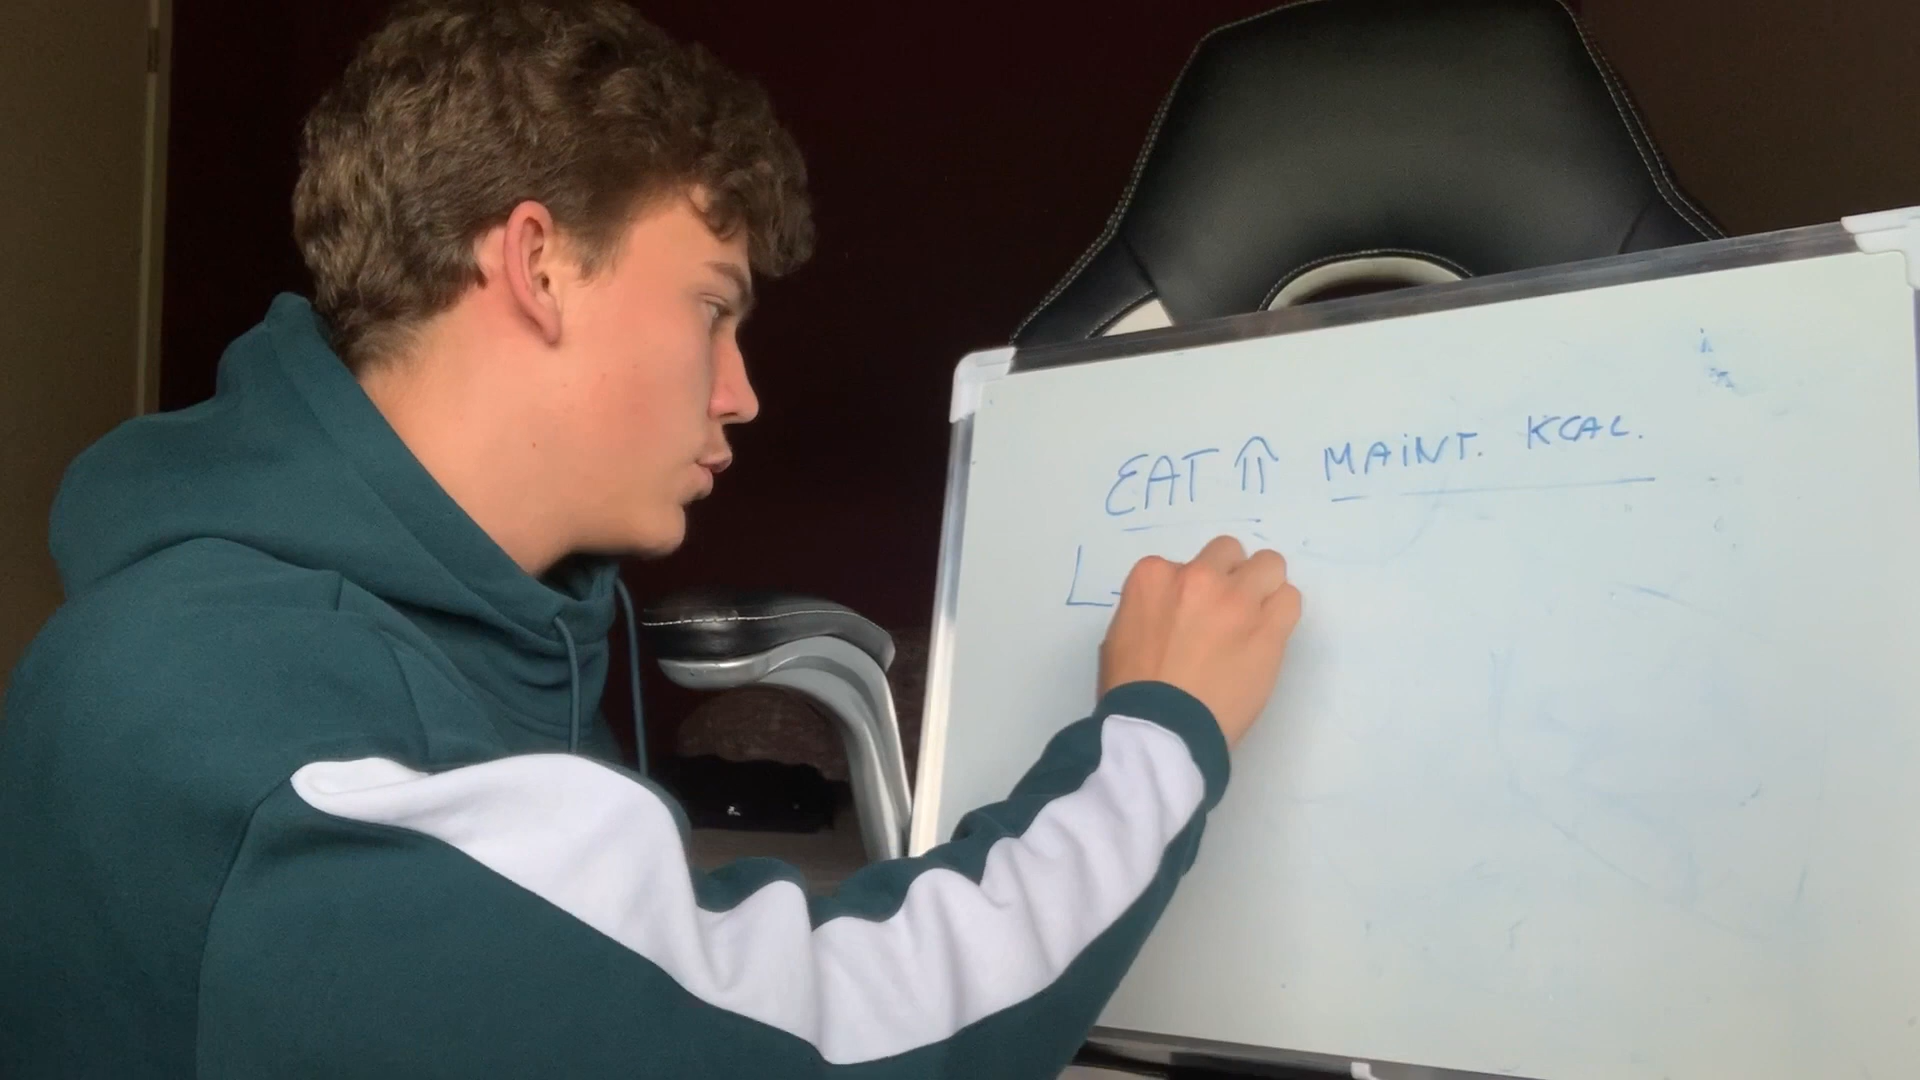 EAT ⇑ MAiNT. KCAL.